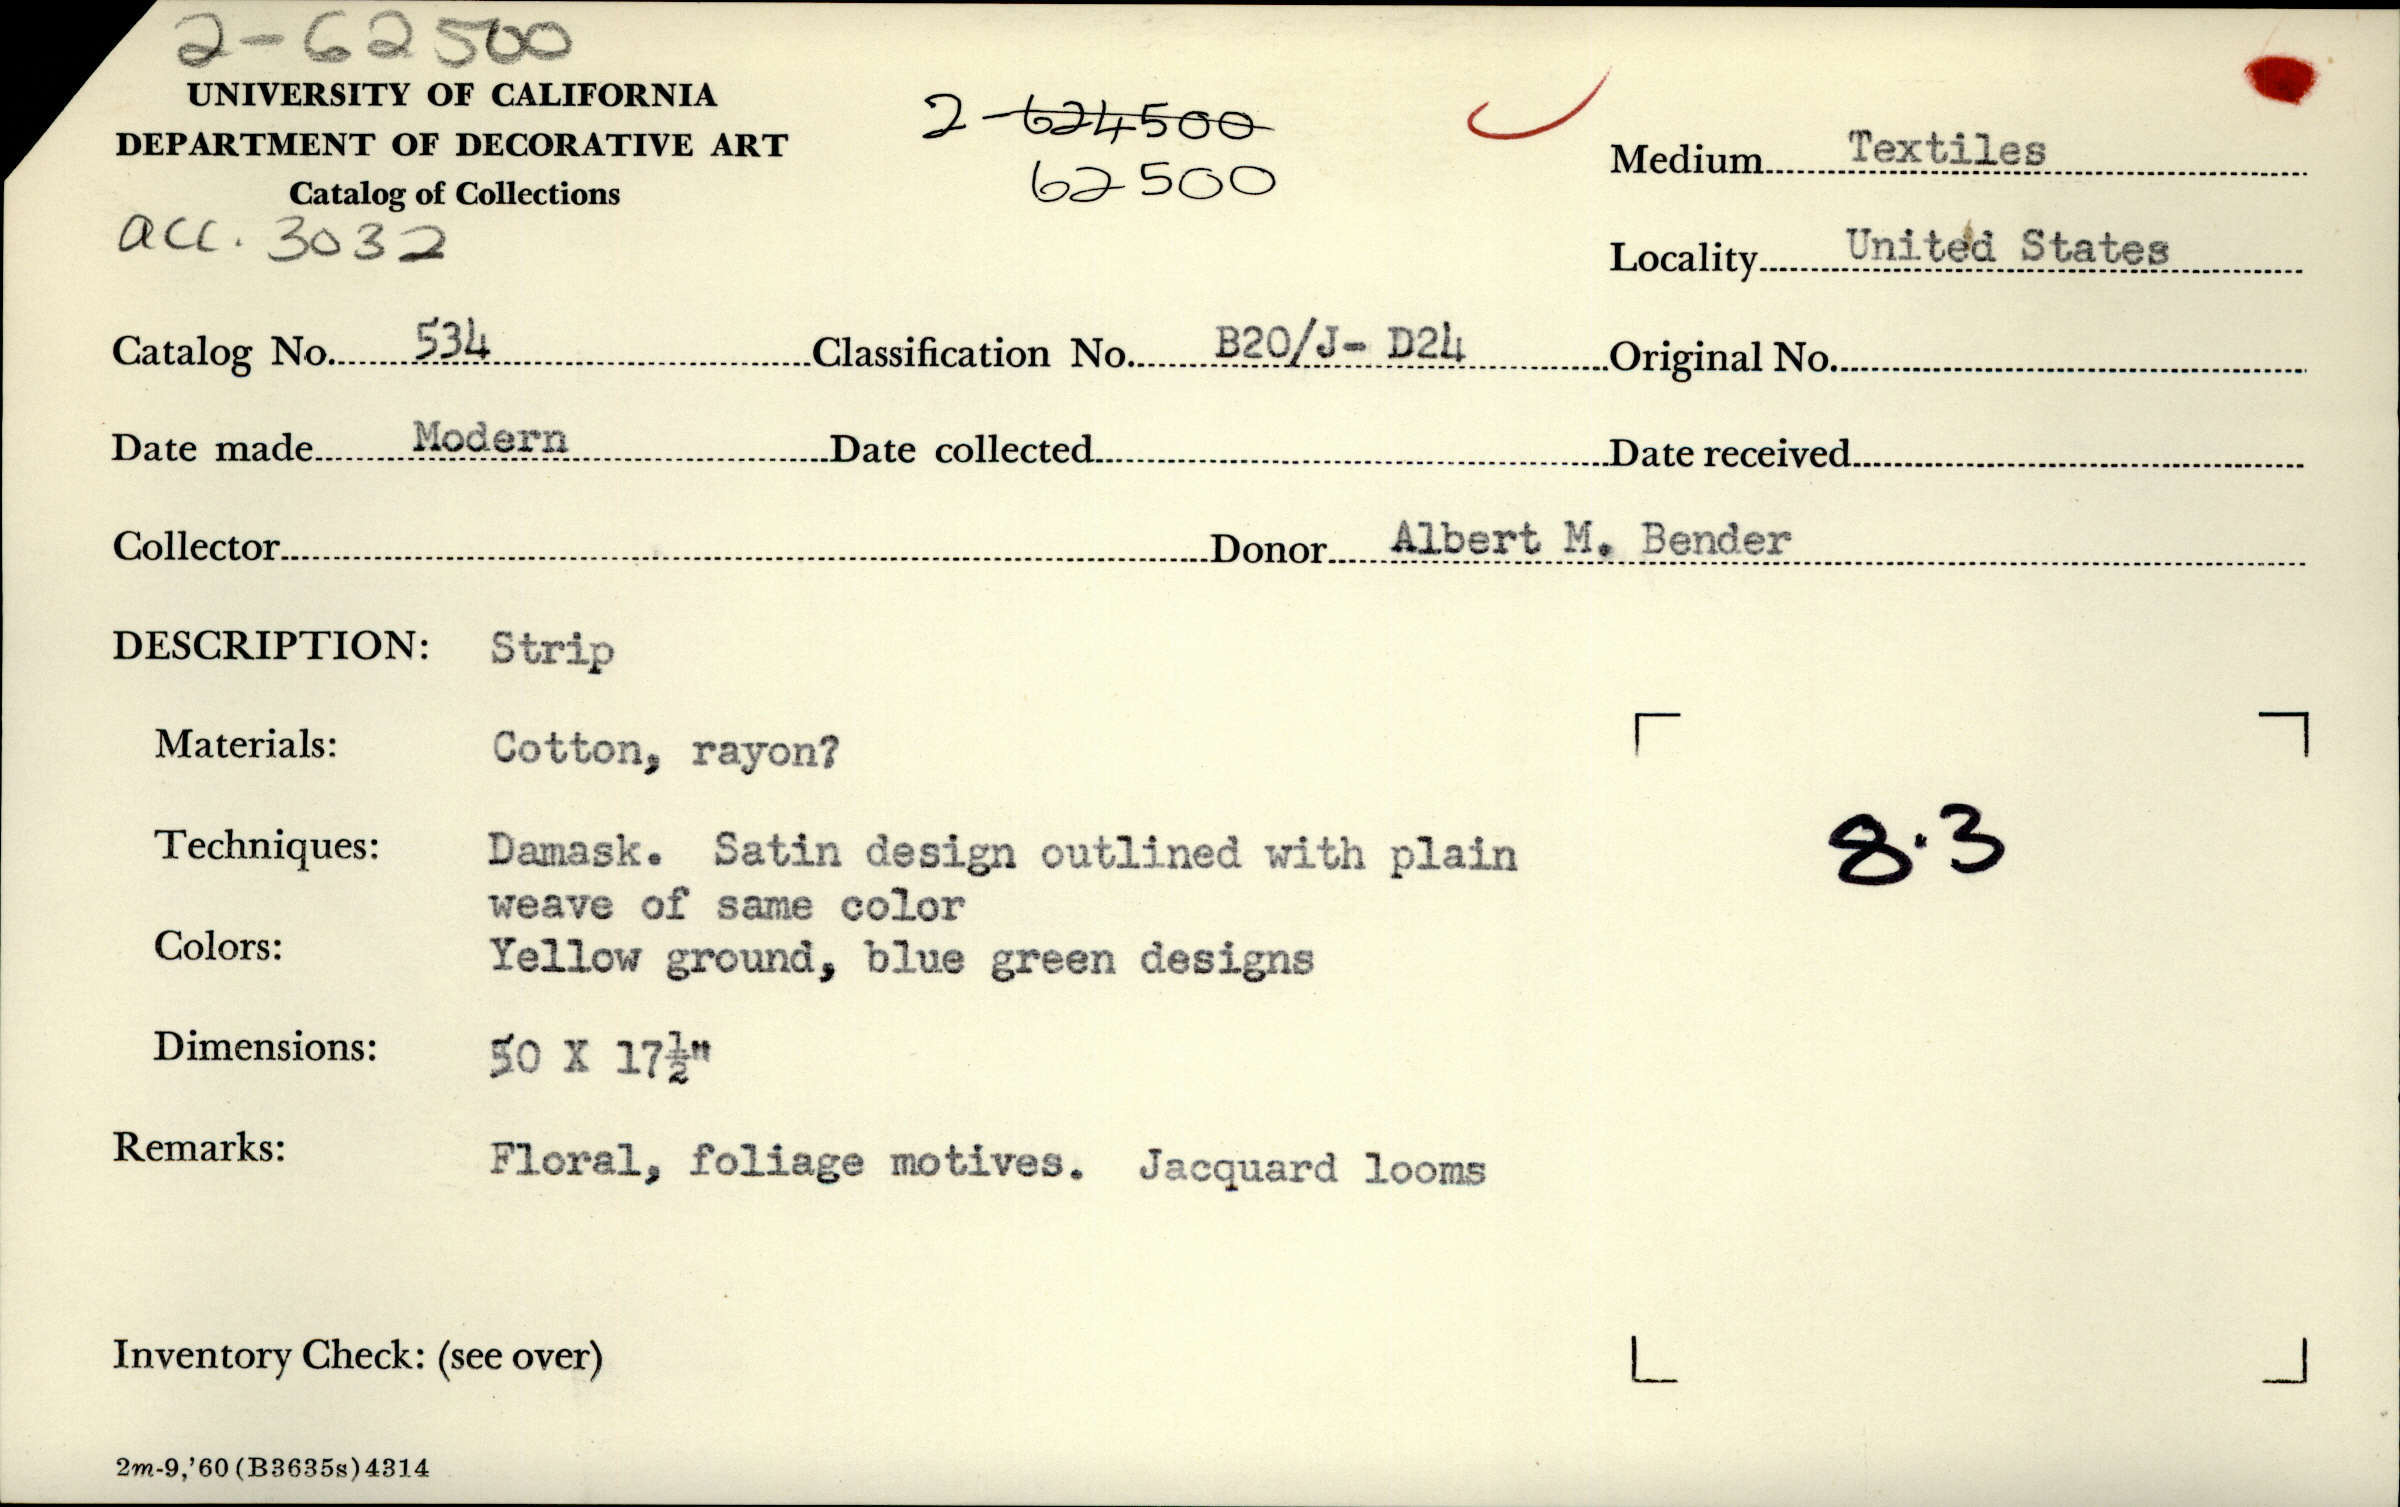 2-62500
UNIVERSITY OF CALIFORNIA
DEPARTMENT OF DECORATIVE ART
Catalog of Collections
acc. 3032
2-624500
62500
Medium Textiles
Locality United States
Catalog No. 534 Classification No. B20/J- D24 Original No.
Date made Modern Date collected Date received
Collector Donor Albert M. Bender
DESCRIPTION: Strip
Materials: Cotton, rayon?
Techniques: Damask. Satin design outlined with plain
weave of same color
Colors: Yellow ground, blue green designs
Dimensions: 50 X 17½"
Remarks: Floral, foliage motives. Jacquard looms
8.3
Inventory Check: (see over)
2m-9,'60(B3635s)4314